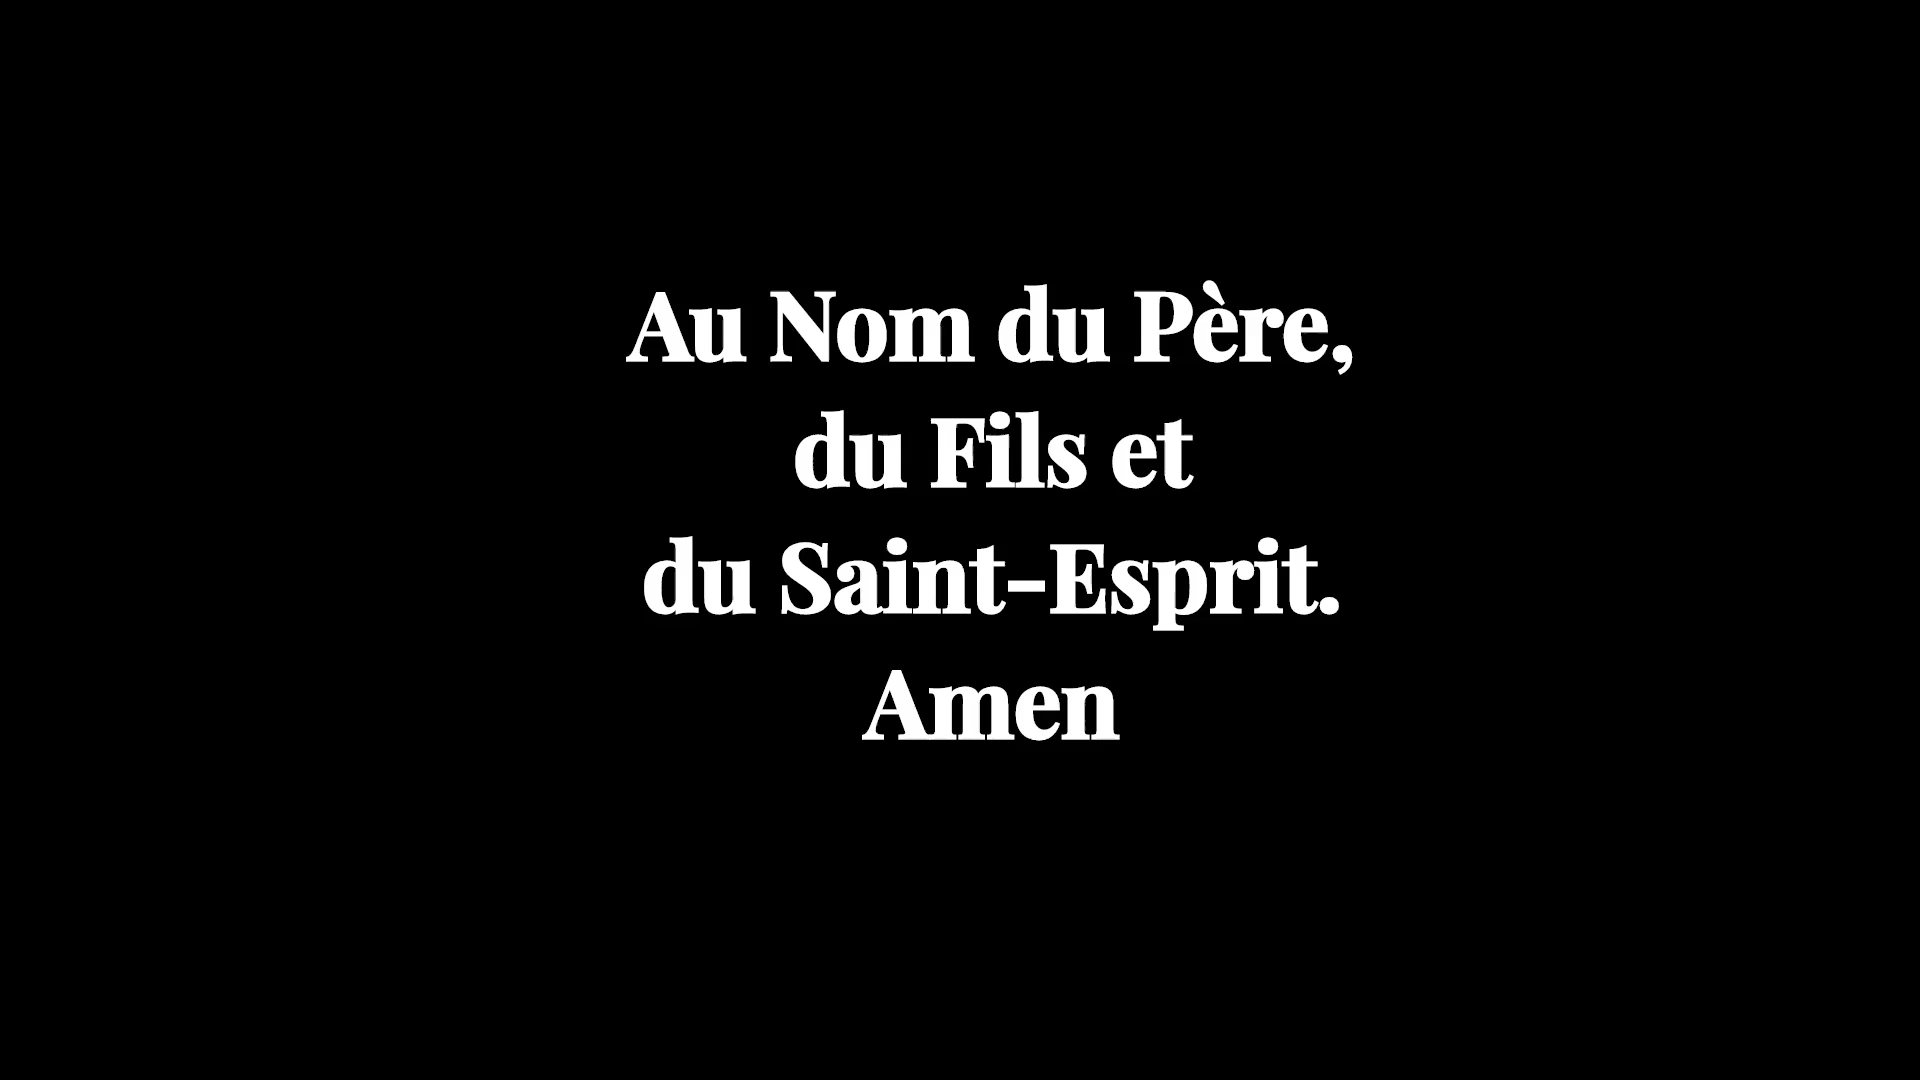 Au Nom du Père,
du Fils et
du Saint-Esprit.
Amen